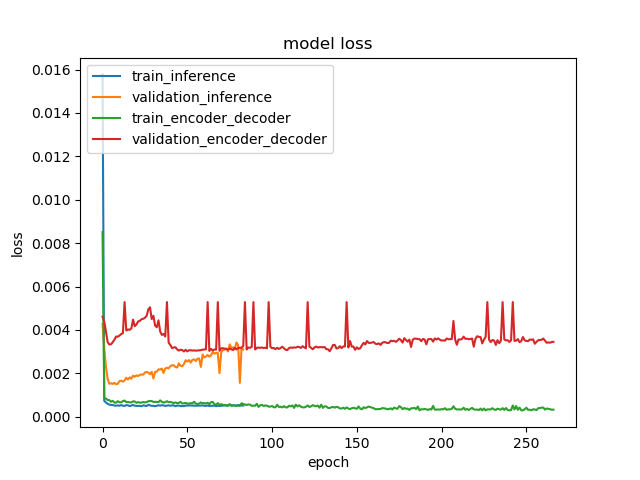 model loss
train_inference
validation_inference
train_encoder_decoder
validation_encoder_decoder
loss
0.016
0.014
0.012
0.010
0.008
0.006
0.004
0.002
0.000
0 50 100 150 200 250
epoch